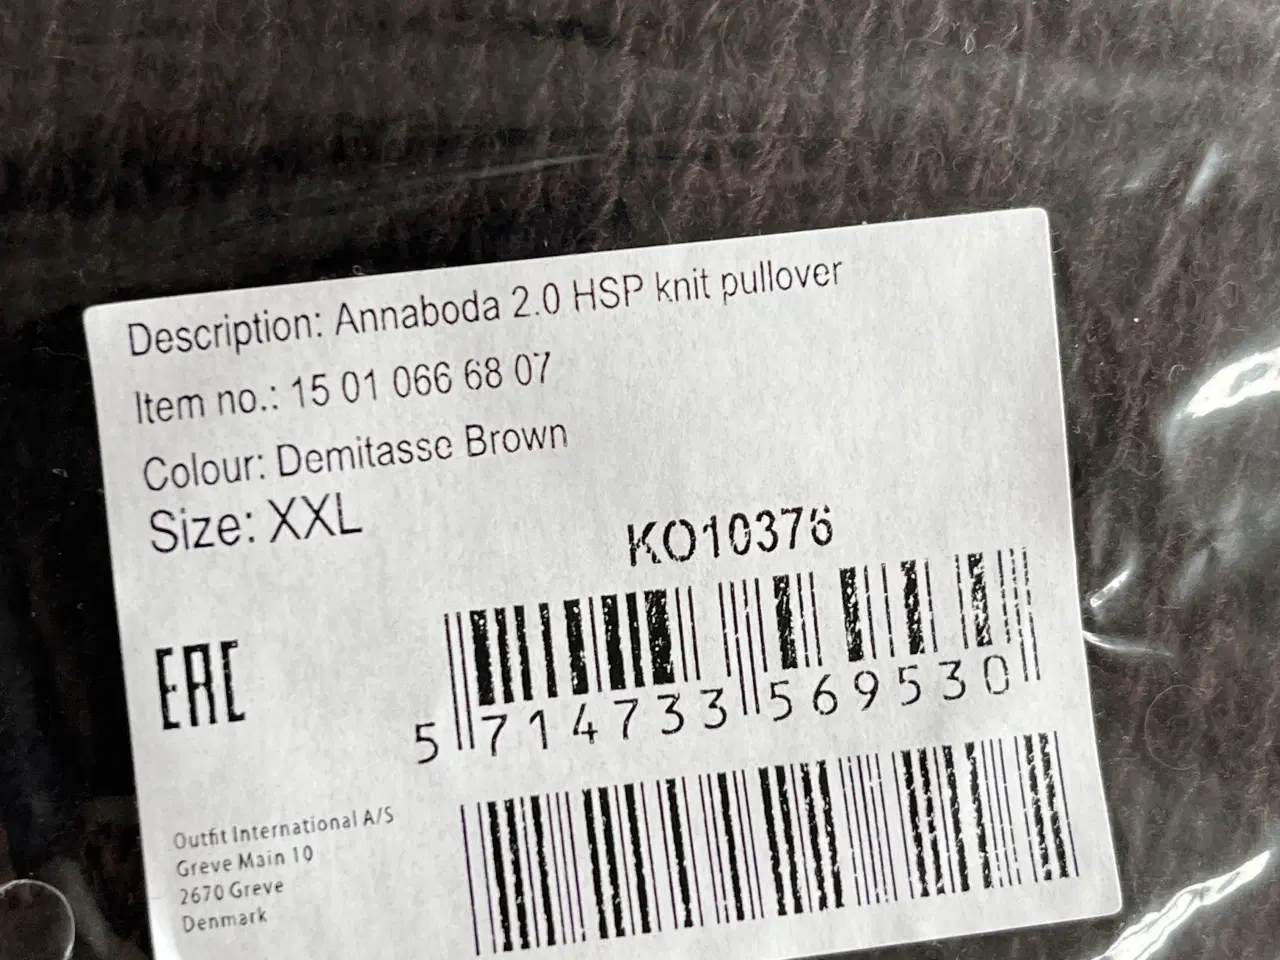 Description: Annaboda 2.0 HSP knit pullover
Item no.: 15 01 066 68 07
Colour: Demitasse Brown
Size: XXL
KO10376
EAC
5 714733 569530
Outfit International A/S
Greve Main 10
2670 Greve
Denmark